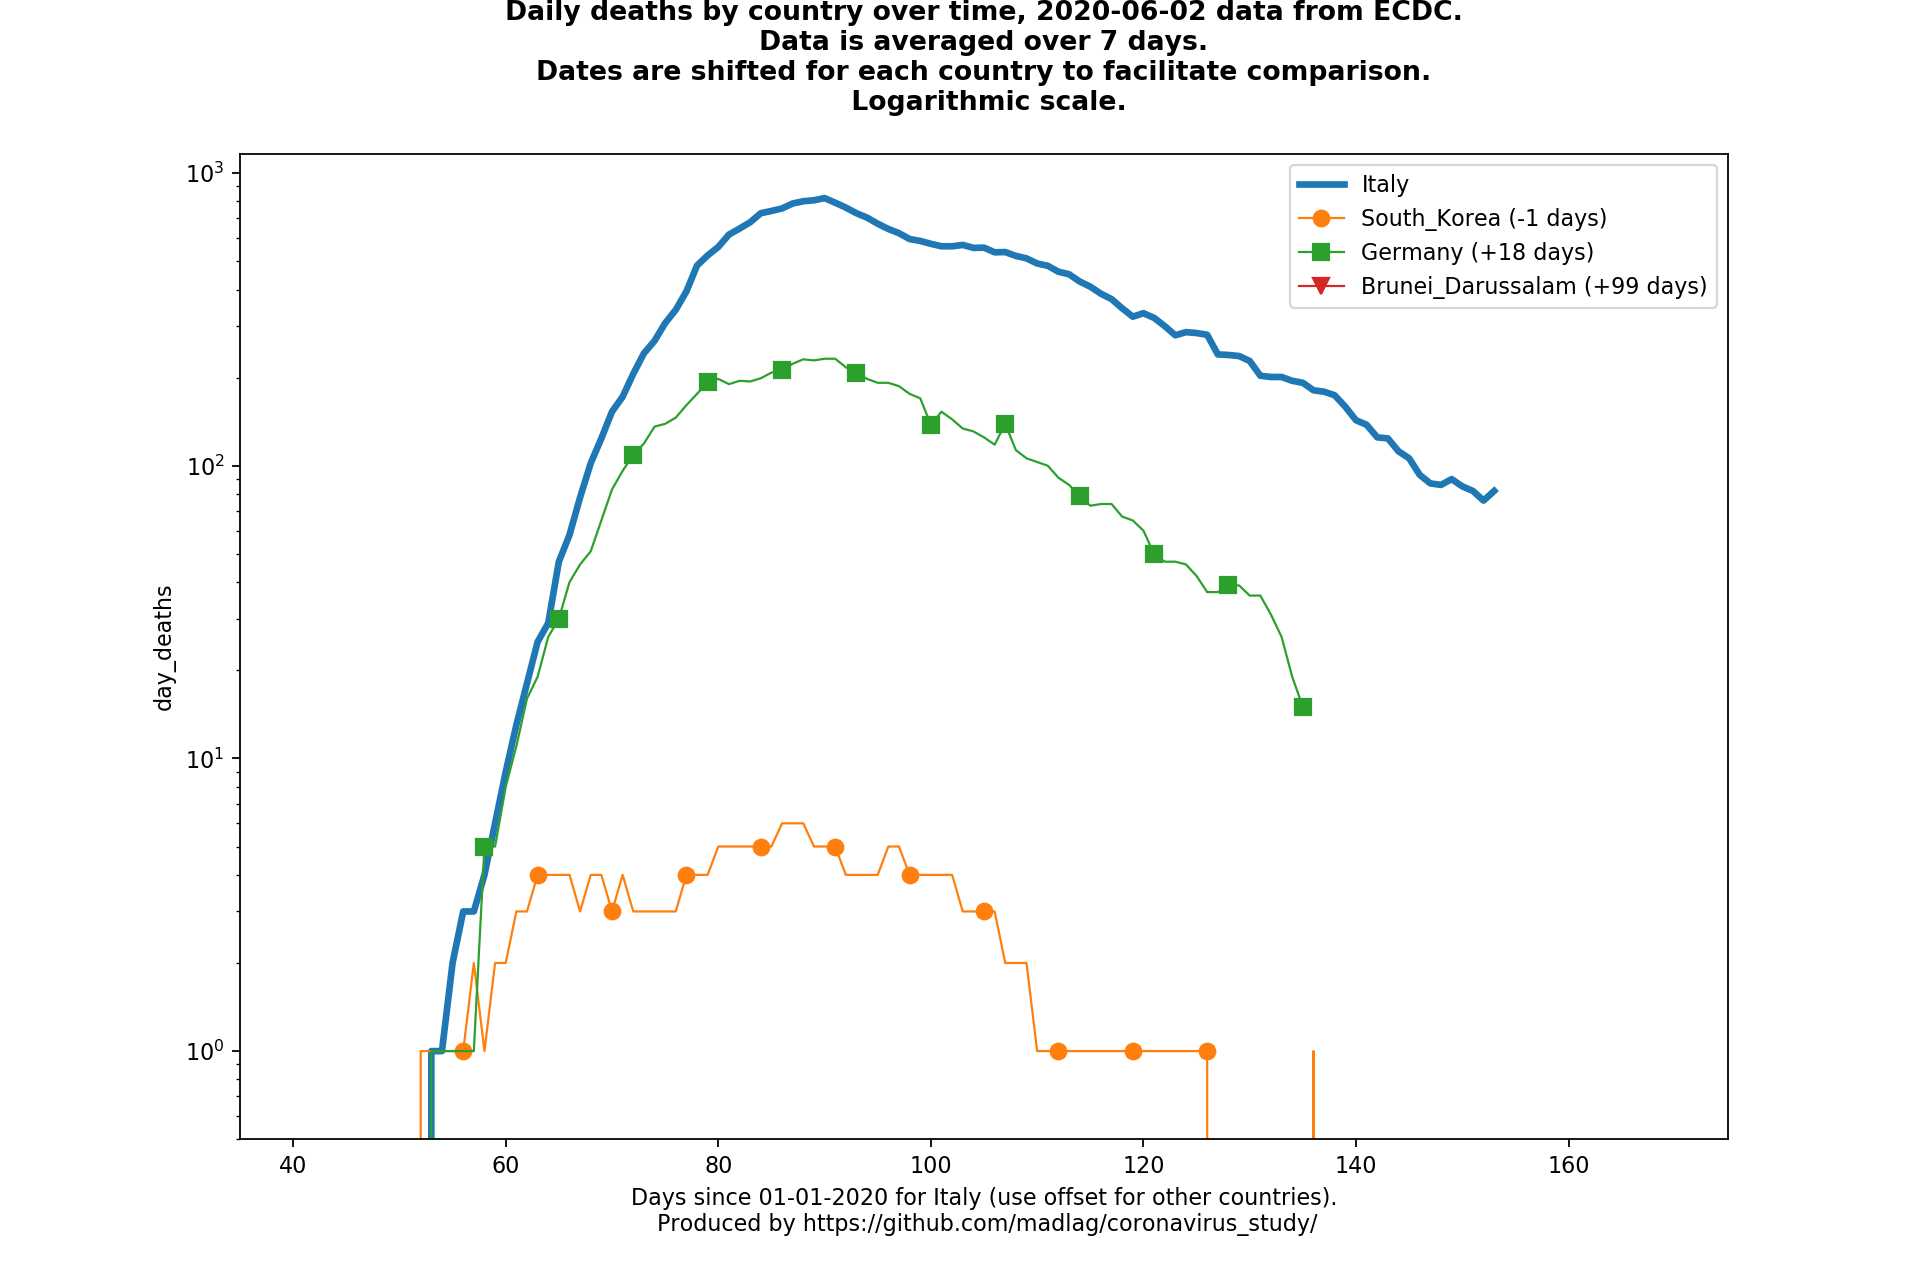 Daily deaths by country over time, 2020-06-02 data from ECDC.
Data is averaged over 7 days.
Dates are shifted for each country to facilitate comparison.
Logarithmic scale.
10³
10²
10¹
10⁰
day_deaths
Italy
South_Korea (-1 days)
Germany (+18 days)
Brunei_Darussalam (+99 days)
40 60 80 100 120 140 160
Days since 01-01-2020 for Italy (use offset for other countries).
Produced by https://github.com/madlag/coronavirus_study/